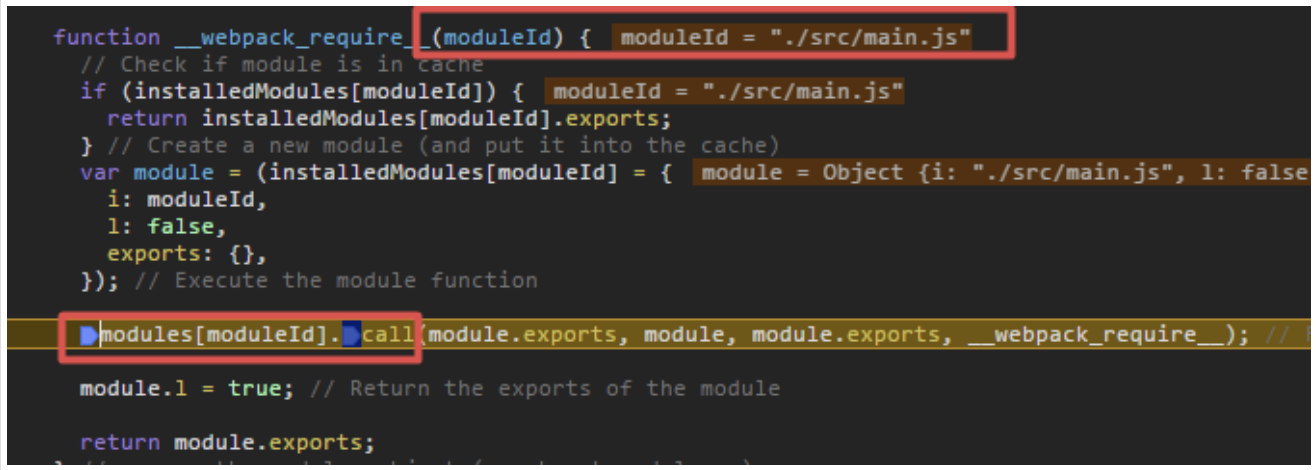 function __webpack_require__(moduleId) { moduleId = "./src/main.js"
// Check if module is in cache
if (installedModules[moduleId]) { moduleId = "./src/main.js"
return installedModules[moduleId].exports;
} // Create a new module (and put it into the cache)
var module = (installedModules[moduleId] = { module = Object {i: "./src/main.js", l: false
i: moduleId,
l: false,
exports: {},
}); // Execute the module function
modules[moduleId].call(module.exports, module, module.exports, __webpack_require__); //
module.l = true; // Return the exports of the module
return module.exports;